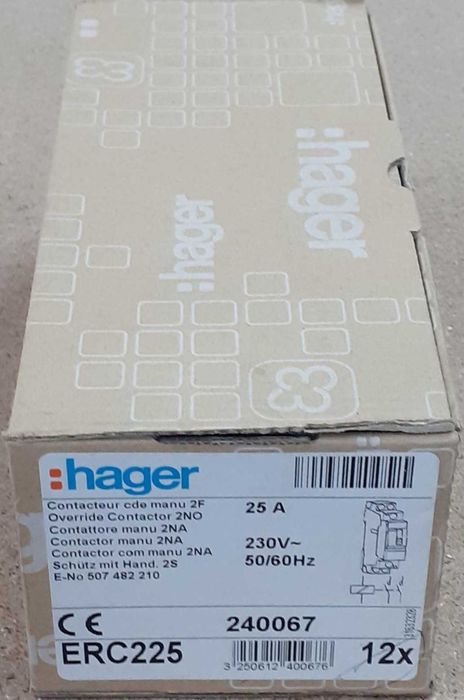 :hager
:hager
:hager
Contacteur cde manu 2F
Override Contactor 2NO
Contattore manu 2NA
Contactor manu 2NA
Contactor com manu 2NA
Schütz mit Hand. 2S
E-No 507 482 210
25 A
230V~
50/60Hz
CE
240067
ERC225
3 250612 400676
12x